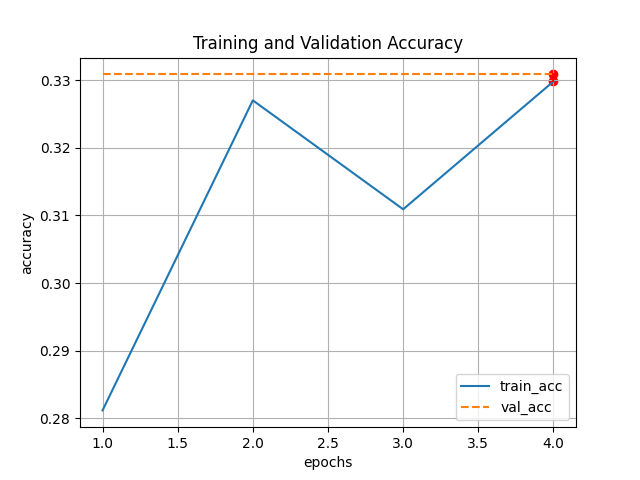 Training and Validation Accuracy
accuracy
0.33
0.32
0.31
0.30
0.29
0.28
train_acc
val_acc
1.0 1.5 2.0 2.5 3.0 3.5 4.0
epochs